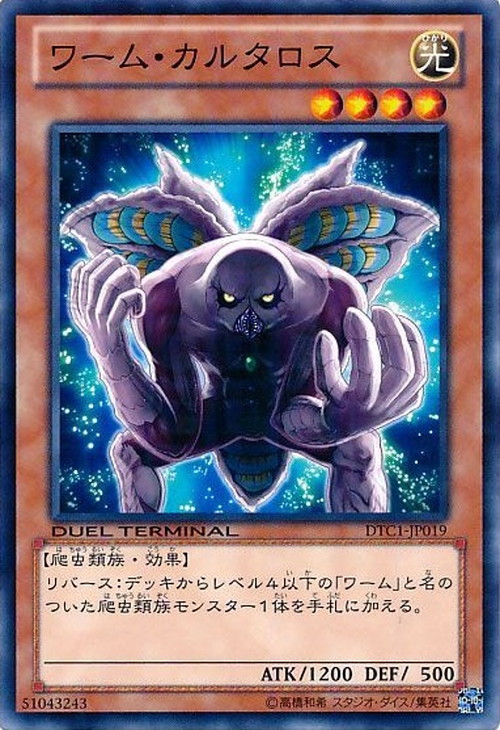 ワーム・カルタロス
ひかり
光
DUEL TERMINAL
DTC1-JP019
【爬虫類族・効果】
リバース：デッキからレベル４以下の「ワーム」と名の
ついた爬虫類族モンスター１体を手札に加える。
ATK/1200 DEF/ 500
51043243
©高橋和希 スタジオ・ダイス/集英社